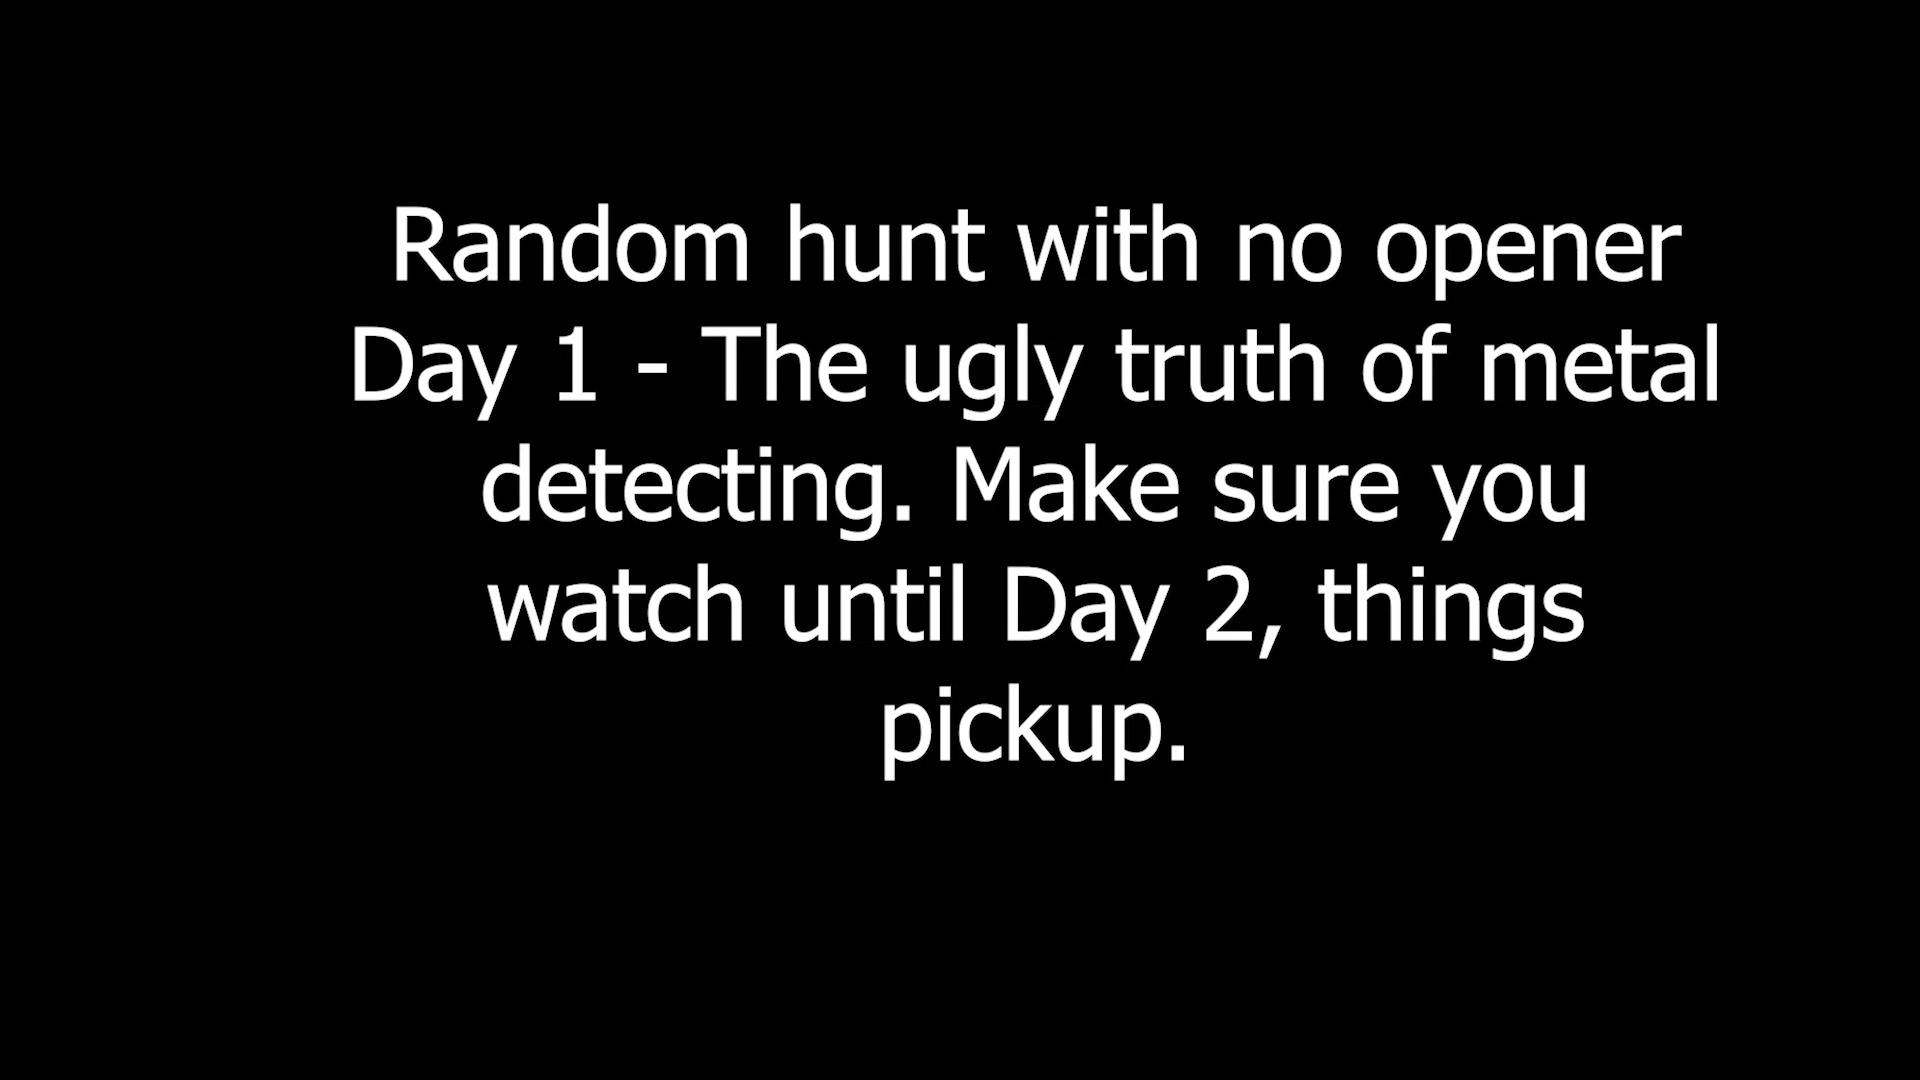 Random hunt with no opener
Day 1 - The ugly truth of metal
detecting. Make sure you
watch until Day 2, things
pickup.